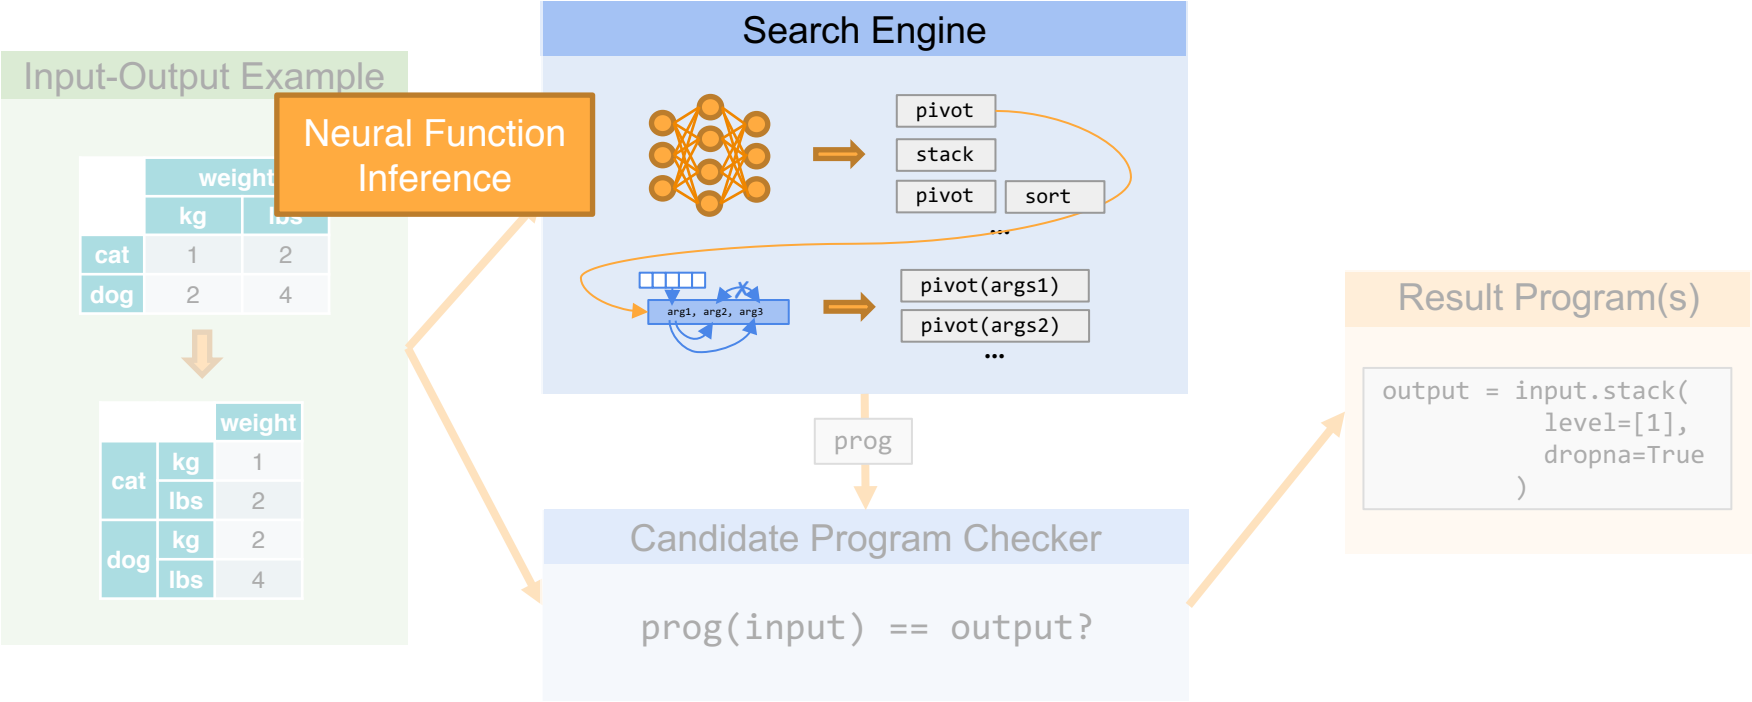 Search Engine
Input-Output Example
Neural Function
Inference
weight
kg lbs
cat 1 2
dog 2 4
weight
cat kg 1
lbs 2
dog kg 2
lbs 4
pivot
stack
pivot sort
...
arg1, arg2, arg3
X
pivot(args1)
pivot(args2)
...
prog
Candidate Program Checker
prog(input) == output?
Result Program(s)
output = input.stack(
level=[1],
dropna=True
)